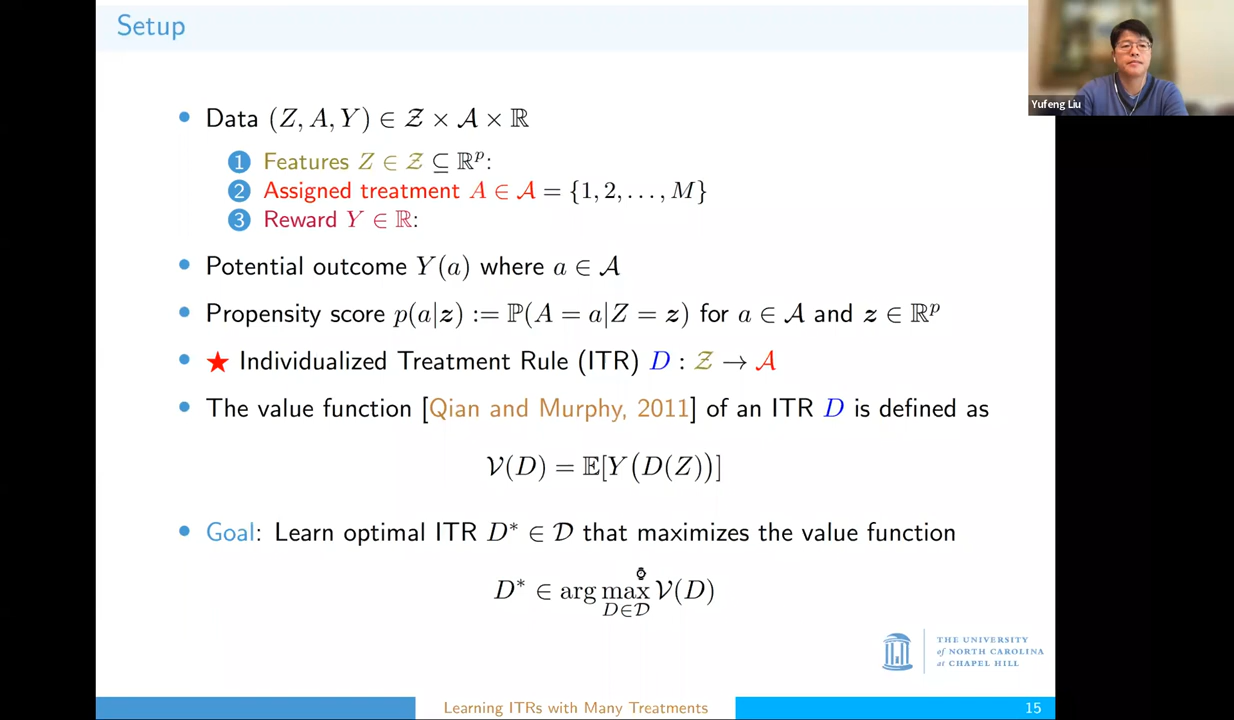 Setup
Yufeng Liu
• Data (Z, A, Y) ∈ 𝒵 × 𝒜 × ℝ
1 Features Z ∈ 𝒵 ⊆ ℝᵖ:
2 Assigned treatment A ∈ 𝒜 = {1, 2, . . . , M}
3 Reward Y ∈ ℝ:
• Potential outcome Y(a) where a ∈ 𝒜
• Propensity score p(a|𝒛) := ℙ(A = a|Z = 𝒛) for a ∈ 𝒜 and 𝒛 ∈ ℝᵖ
• ★ Individualized Treatment Rule (ITR) D : 𝒵 → 𝒜
• The value function [Qian and Murphy, 2011] of an ITR D is defined as
𝒱(D) = 𝔼[Y(D(Z))]
• Goal: Learn optimal ITR D* ∈ 𝒟 that maximizes the value function
D* ∈ arg max 𝒱(D)
D∈𝒟
THE UNIVERSITY
of NORTH CAROLINA
at CHAPEL HILL
Learning ITRs with Many Treatments
15